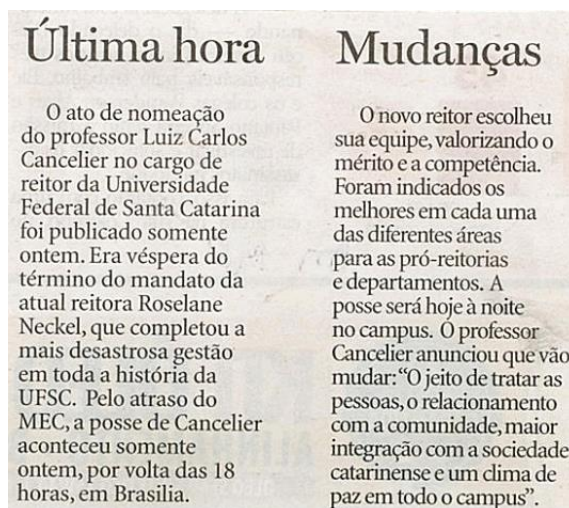 Última hora
O ato de nomeação
do professor Luiz Carlos
Cancelier no cargo de
reitor da Universidade
Federal de Santa Catarina
foi publicado somente
ontem. Era véspera do
término do mandato da
atual reitora Roselane
Neckel, que completou a
mais desastrosa gestão
em toda a história da
UFSC. Pelo atraso do
MEC, a posse de Cancelier
aconteceu somente
ontem, por volta das 18
horas, em Brasilia.
Mudanças
O novo reitor escolheu
sua equipe, valorizando o
mérito e a competência.
Foram indicados os
melhores em cada uma
das diferentes áreas
para as pró-reitorias
e departamentos. A
posse será hoje à noite
no campus. O professor
Cancelier anunciou que vão
mudar: “O jeito de tratar as
pessoas, o relacionamento
com a comunidade, maior
integração com a sociedade
catarinense e um clima de
paz em todo o campus”.